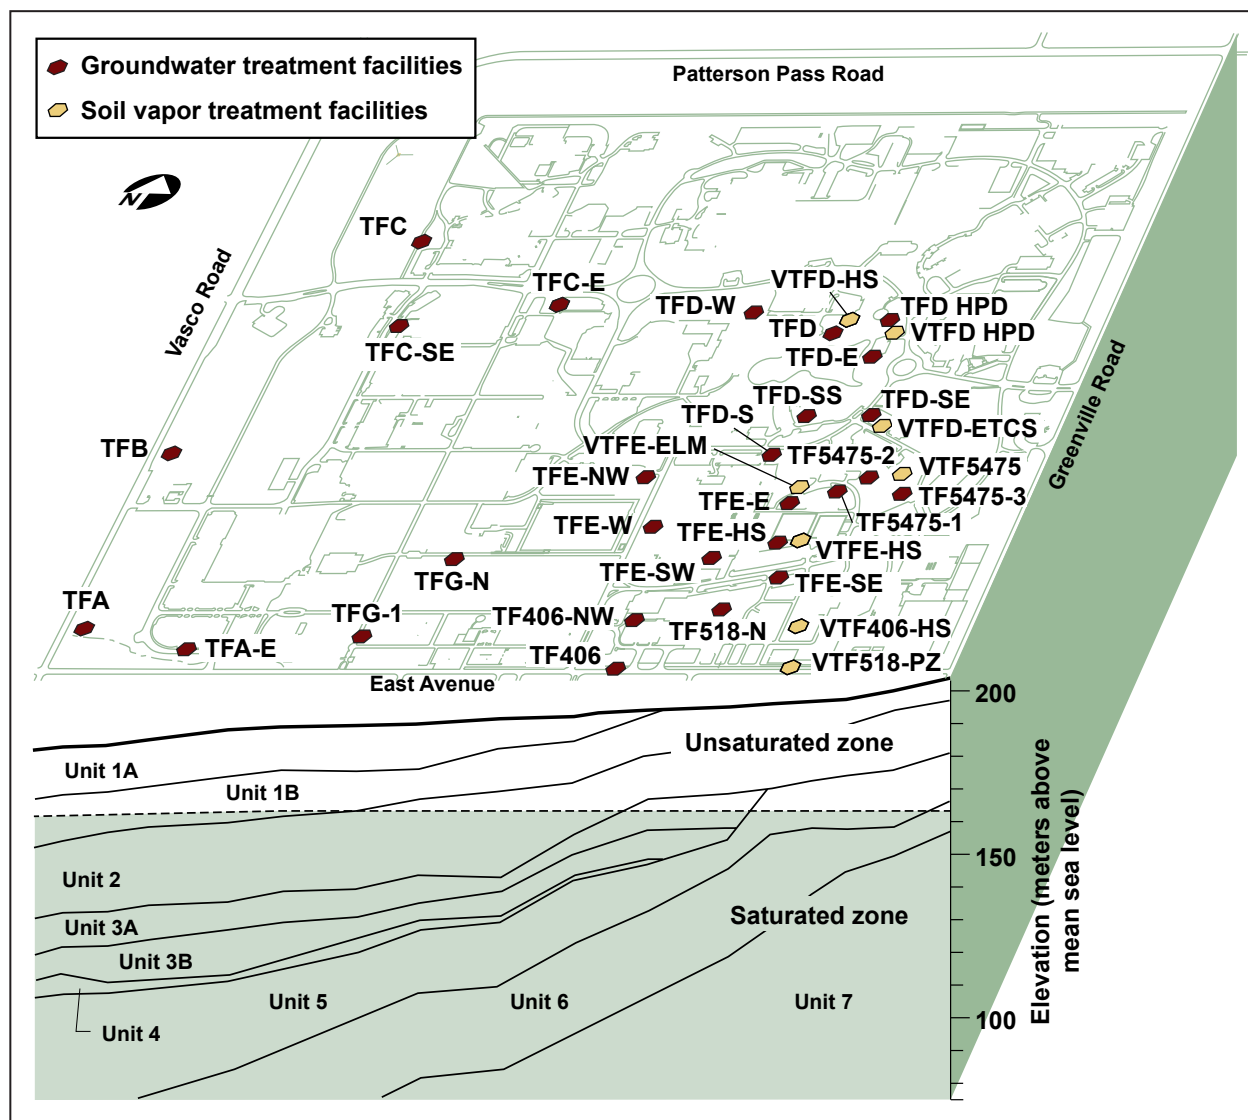 Groundwater treatment facilities
Soil vapor treatment facilities
Patterson Pass Road
N
Vasco Road
Greenville Road
TFC
TFC-E
TFC-SE
VTFD-HS
TFD-W
TFD HPD
TFD
VTFD HPD
TFD-E
TFD-SS
TFD-SE
TFD-S
VTFD-ETCS
VTFE-ELM
TF5475-2
TFB
VTF5475
TFE-NW
TFE-E
TF5475-3
TFE-W
TF5475-1
TFE-HS
VTFE-HS
TFG-N
TFE-SW
TFE-SE
TFA
TFG-1
TF406-NW
TF518-N
VTF406-HS
TFA-E
TF406
VTF518-PZ
East Avenue
200
Unsaturated zone
Unit 1A
Unit 1B
150
Unit 2
Unit 3A
Saturated zone
Unit 3B
Unit 5
Unit 6
Unit 7
100
Unit 4
Elevation (meters above
mean sea level)